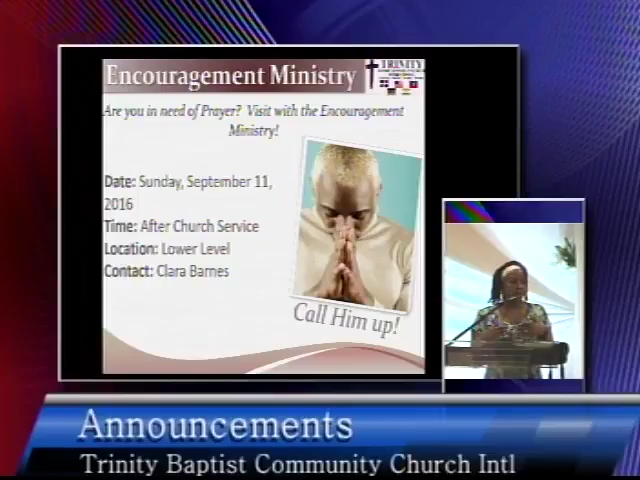 Encouragement Ministry
TRINITY
Are you in need of Prayer? Visit with the Encouragement
Ministry!
Date: Sunday, September 11,
2016
Time: After Church Service
Location: Lower Level
Contact: Clara Barnes
Call Him up!
Announcements
Trinity Baptist Community Church Intl